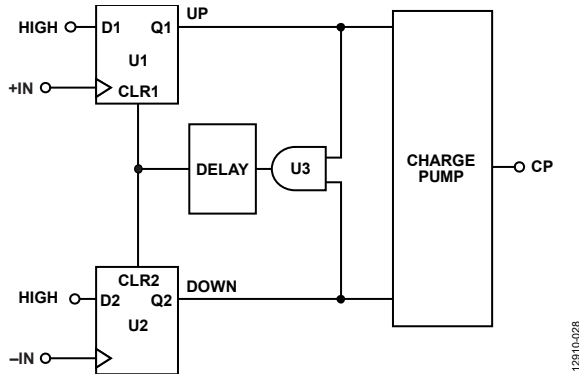 HIGH D1 Q1 UP
U1
+IN
CLR1
DELAY U3 CHARGE
PUMP CP
CLR2
HIGH D2 Q2 DOWN
U2
–IN
12910-028